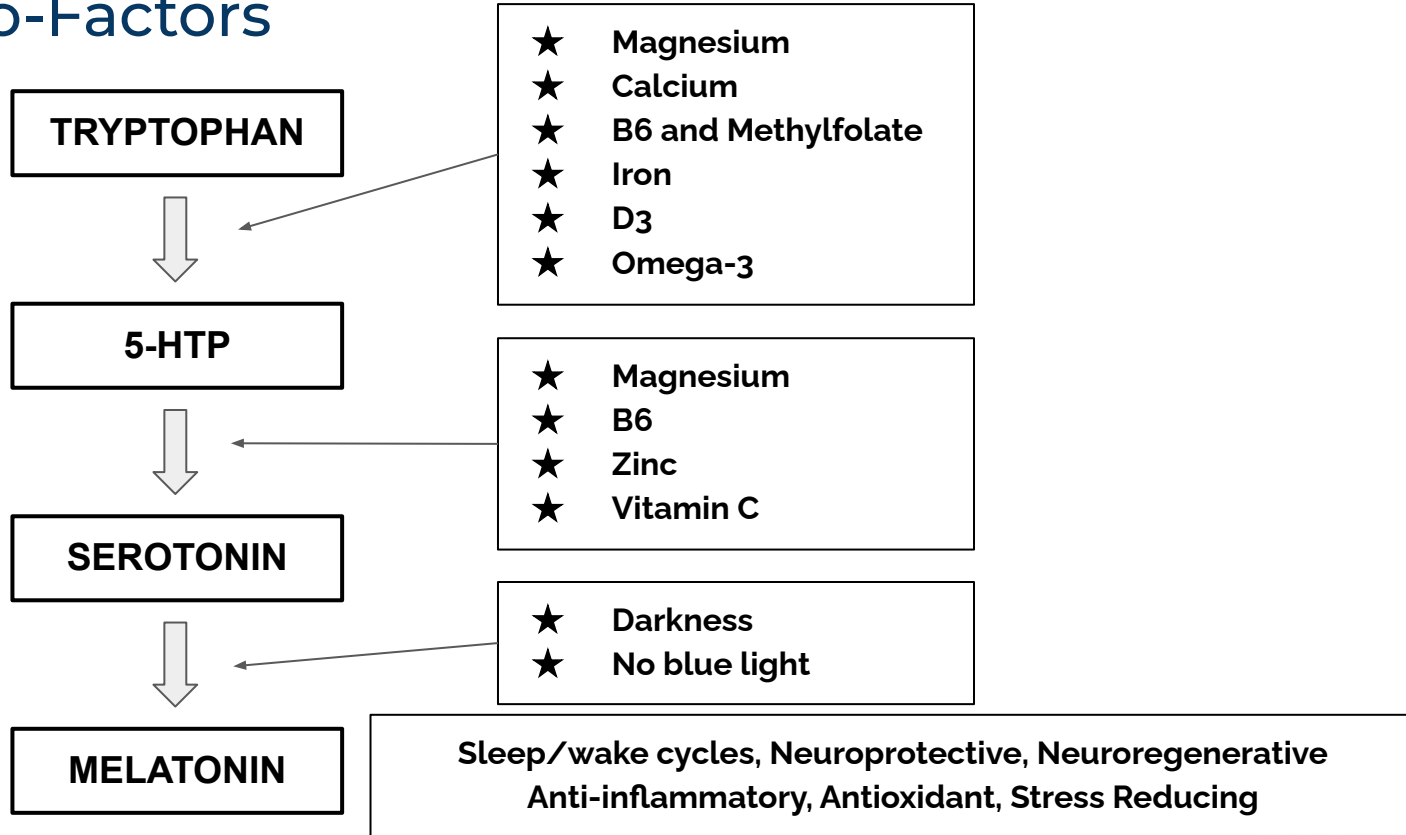 o-Factors
TRYPTOPHAN
Magnesium
Calcium
B6 and Methylfolate
Iron
D3
Omega-3
5-HTP
Magnesium
B6
Zinc
Vitamin C
SEROTONIN
Darkness
No blue light
MELATONIN
Sleep/wake cycles, Neuroprotective, Neuroregenerative
Anti-inflammatory, Antioxidant, Stress Reducing